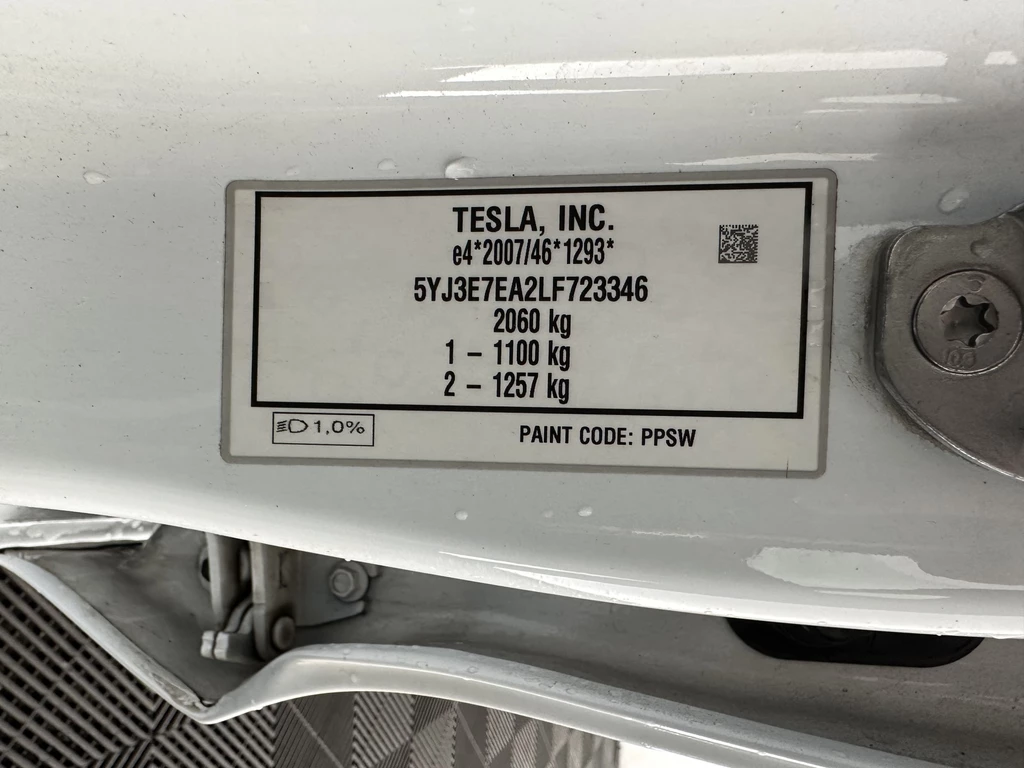 TESLA, INC.
e4*2007/46*1293*
5YJ3E7EA2LF723346
2060 kg
1 – 1100 kg
2 – 1257 kg
1,0%
PAINT CODE: PPSW